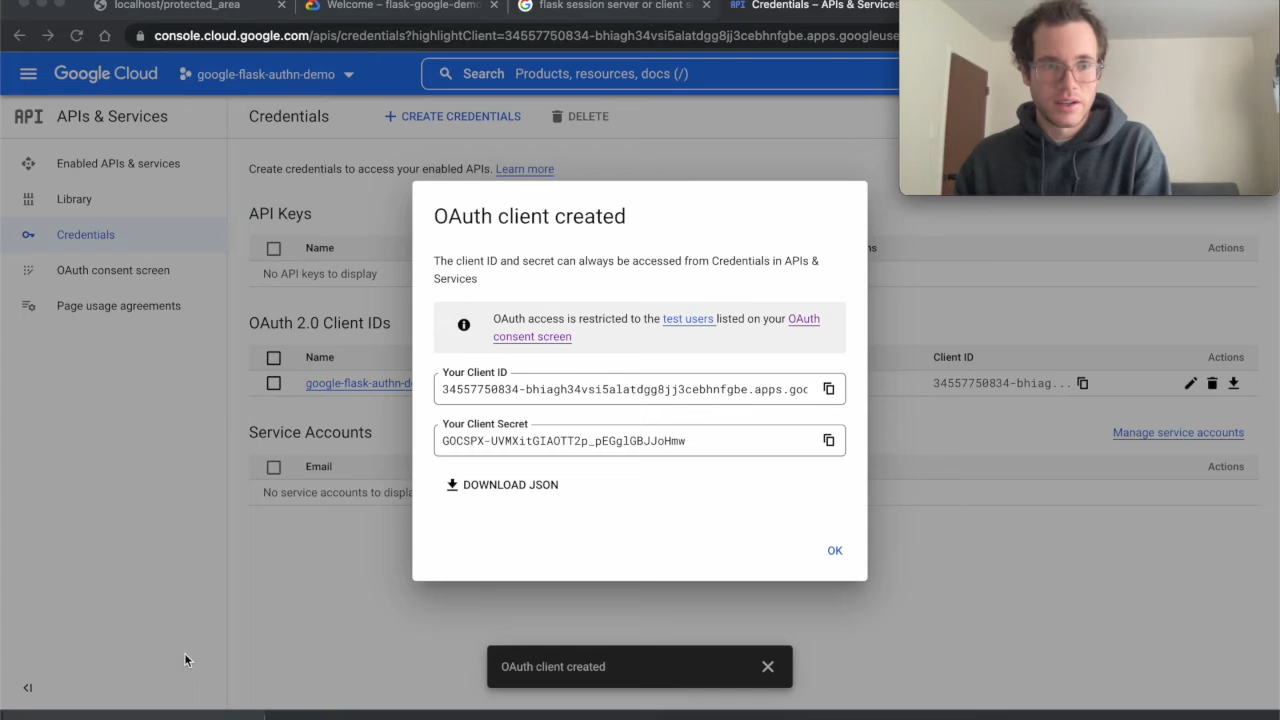 localhost/protected_area
Welcome – flask-google-demo
flask session server or client s
API Credentials – APIs & Services
console.cloud.google.com/apis/credentials?highlightClient=34557750834-bhiagh34vsi5alatdgg8jj3cebhnfgbe.apps.googleuse
Google Cloud
google-flask-authn-demo
Search Products, resources, docs (/)
API APIs & Services
Credentials
+ CREATE CREDENTIALS
DELETE
Enabled APIs & services
Library
Credentials
OAuth consent screen
Page usage agreements
Create credentials to access your enabled APIs. Learn more
API Keys
Name
ns
Actions
No API keys to display
OAuth 2.0 Client IDs
Name
Client ID
Actions
google-flask-authn-d
34557750834-bhiag...
Service Accounts
Manage service accounts
Email
Actions
No service accounts to displa
OAuth client created
The client ID and secret can always be accessed from Credentials in APIs &
Services
OAuth access is restricted to the test users listed on your OAuth
consent screen
Your Client ID
34557750834-bhiagh34vsi5alatdgg8jj3cebhnfgbe.apps.goc
Your Client Secret
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
DOWNLOAD JSON
OK
OAuth client created